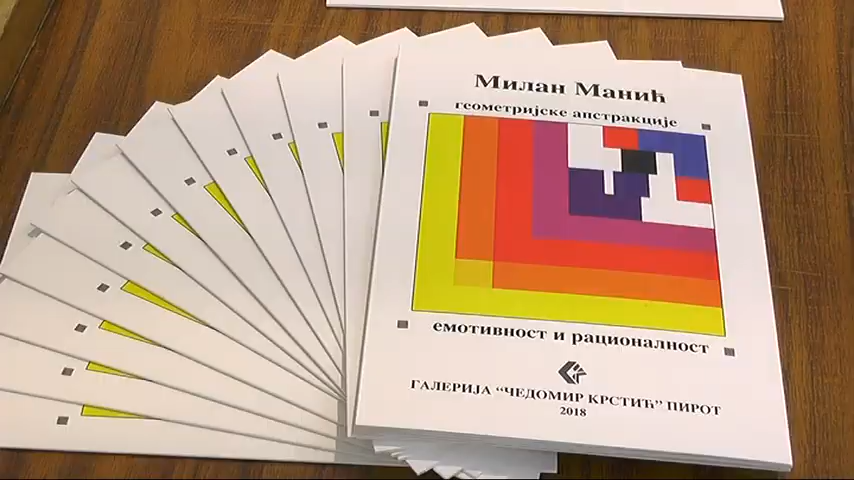 Милан Манић
геометријске апстракције
емотивност и рационалност
ГАЛЕРИЈА “ЧЕДОМИР КРСТИЋ” ПИРОТ
2018